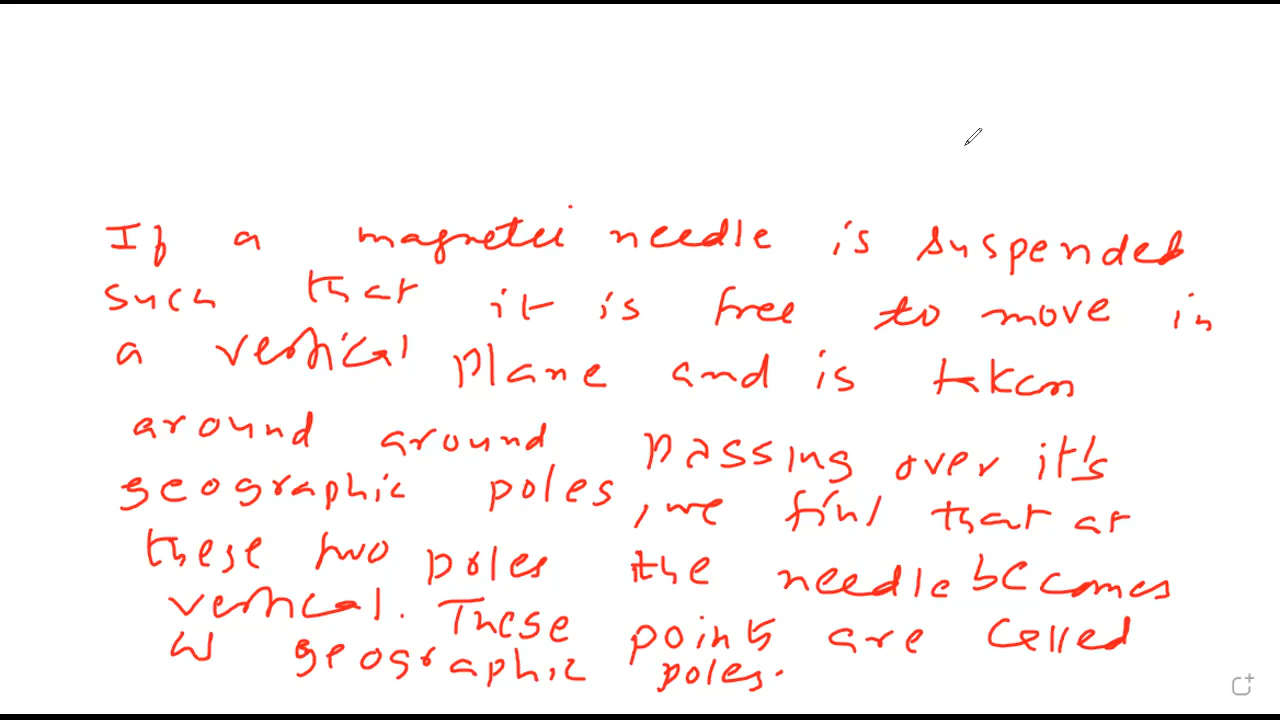 If a magnetic needle is suspended
such that it is free to move in
a vertical plane and is taken
around around passing over it's
geographic poles, we find that at
these two poles the needle becomes
vertical. These points are called
geographic poles.